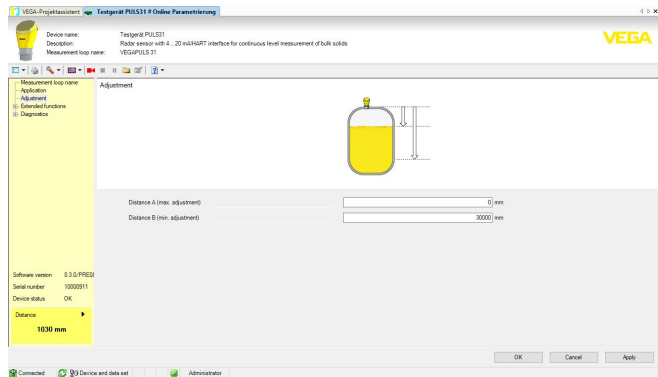 VEGA-Projektassistent
Testgerät PULS31 # Online Parametrierung
Device name: Testgerät PULS31
Description: Radar sensor with 4 .. 20 mA/HART interface for continuous level measurement of bulk solids
Measurement loop name: VEGAPULS 31
VEGA
Measurement loop name
Application
Adjustment
Extended functions
Diagnostics
Adjustment
Distance A (max. adjustment) 0 mm
Distance B (min. adjustment) 30000 mm
Software version 0.3.0/PRE08
Serial number 10000911
Device status OK
Distance
1030 mm
OK Cancel Apply
Connected Device and data set Administrator